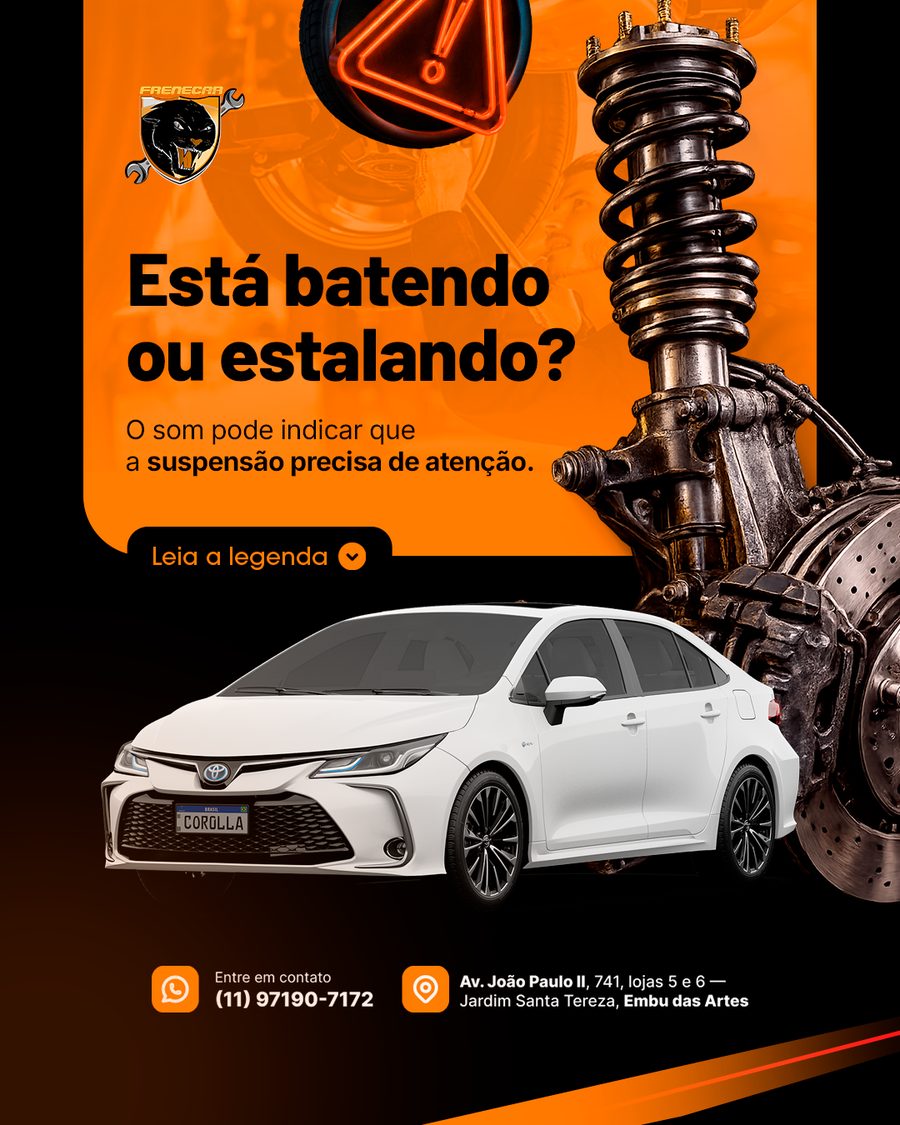 FRENECAR
Está batendo
ou estalando?
O som pode indicar que
a suspensão precisa de atenção.
Leia a legenda
BRASIL
COROLLA
Entre em contato
(11) 97190-7172
Av. João Paulo II, 741, lojas 5 e 6 —
Jardim Santa Tereza, Embu das Artes